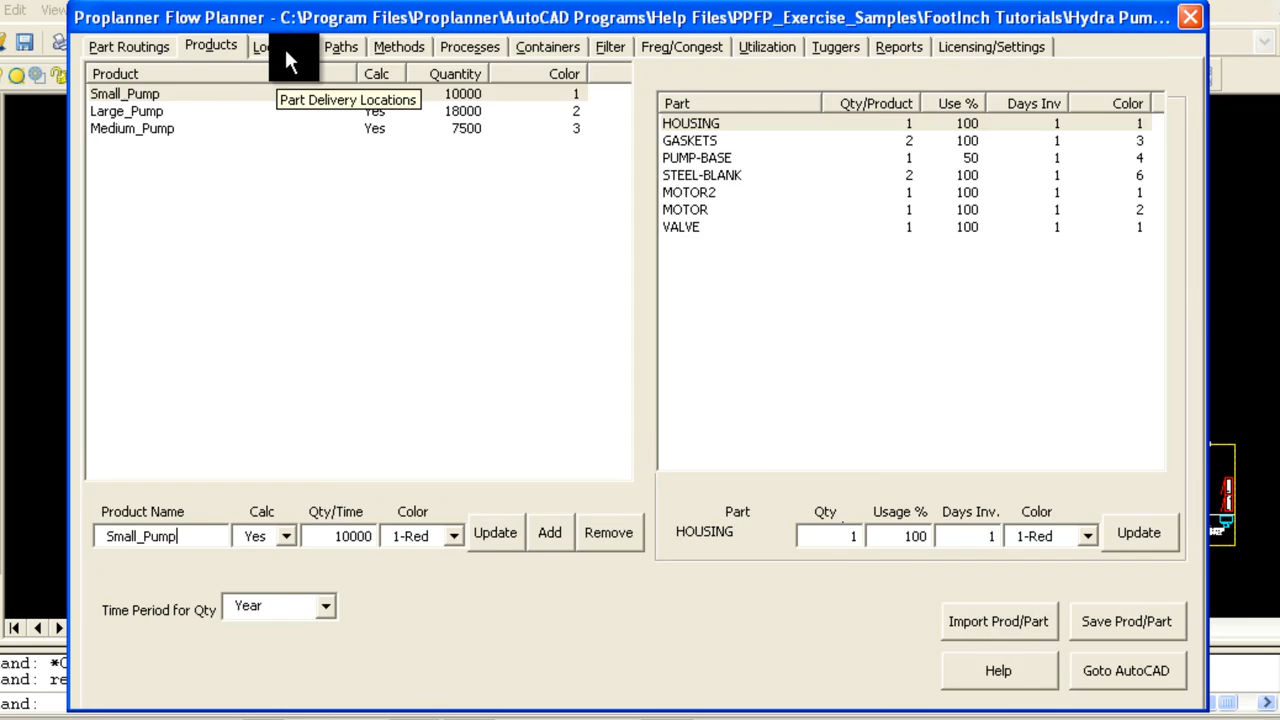 Proplanner Flow Planner - C:\Program Files\Proplanner\AutoCAD Programs\Help Files\PPFP_Exercise_Samples\FootInch Tutorials\Hydra Pum...
Edit
Part Routings Products Paths Methods Processes Containers Filter Freq/Congest Utilization Tuggers Reports Licensing/Settings
Product Calc Quantity Color
Part Delivery Locations
Small_Pump 10000 1
Large_Pump Yes 18000 2
Medium_Pump Yes 7500 3
Part Qty/Product Use % Days Inv Color
HOUSING 1 100 1 1
GASKETS 2 100 1 3
PUMP-BASE 1 50 1 4
STEEL-BLANK 2 100 1 6
MOTOR2 1 100 1 1
MOTOR 1 100 1 2
VALVE 1 100 1 1
Product Name Calc Qty/Time Color
Small_Pump Yes 10000 1-Red Update Add Remove
Part Qty Usage % Days Inv. Color
HOUSING 1 100 1 1-Red Update
Time Period for Qty Year
Import Prod/Part Save Prod/Part
Help Goto AutoCAD
and: *C
and: re
and: